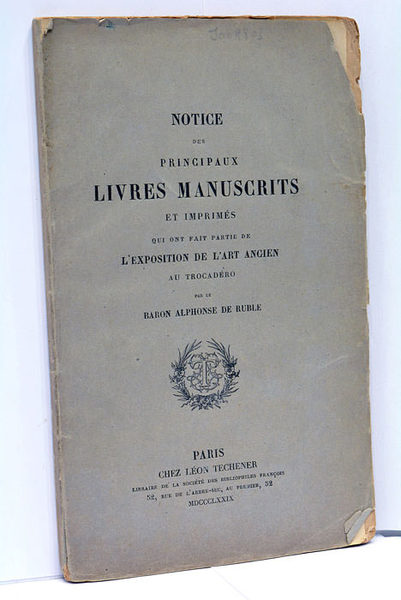 NOTICE
DES
PRINCIPAUX
LIVRES MANUSCRITS
ET IMPRIMÉS
QUI ONT FAIT PARTIE DE
L'EXPOSITION DE L'ART ANCIEN
AU TROCADÉRO
PAR LE
BARON ALPHONSE DE RUBLE
PARIS
CHEZ LÉON TECHENER
LIBRAIRE DE LA SOCIÉTÉ DES BIBLIOPHILES FRANÇOIS
52, RUE DE L'ARBRE-SEC, AU PREMIER, 52
MDCCCLXXIX